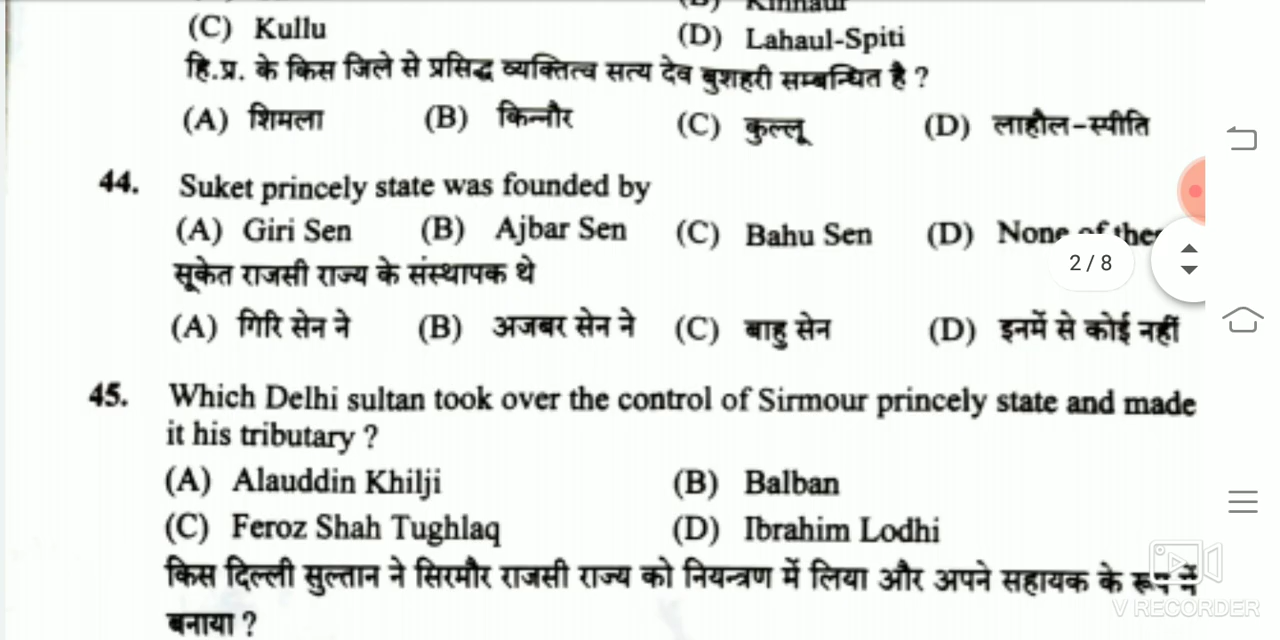 (C) Kullu (D) Lahaul-Spiti
हि.प्र. के किस जिले से प्रसिद्ध व्यक्तित्व सत्य देव बुशहरी सम्बन्धित है ?
(A) शिमला (B) किन्नौर (C) कुल्लू (D) लाहौल-स्पीति
44. Suket princely state was founded by
(A) Giri Sen (B) Ajbar Sen (C) Bahu Sen (D) None of
सूकेत राजसी राज्य के संस्थापक थे
2/8
(A) गिरि सेन ने (B) अजबर सेन ने (C) बाहु सेन (D) इनमें से कोई नहीं
45. Which Delhi sultan took over the control of Sirmour princely state and made
it his tributary ?
(A) Alauddin Khilji (B) Balban
(C) Feroz Shah Tughlaq (D) Ibrahim Lodhi
किस दिल्ली सुल्तान ने सिरमौर राजसी राज्य को नियन्त्रण में लिया और अपने सहायक के रूप में
बनाया ?
V RECORDER